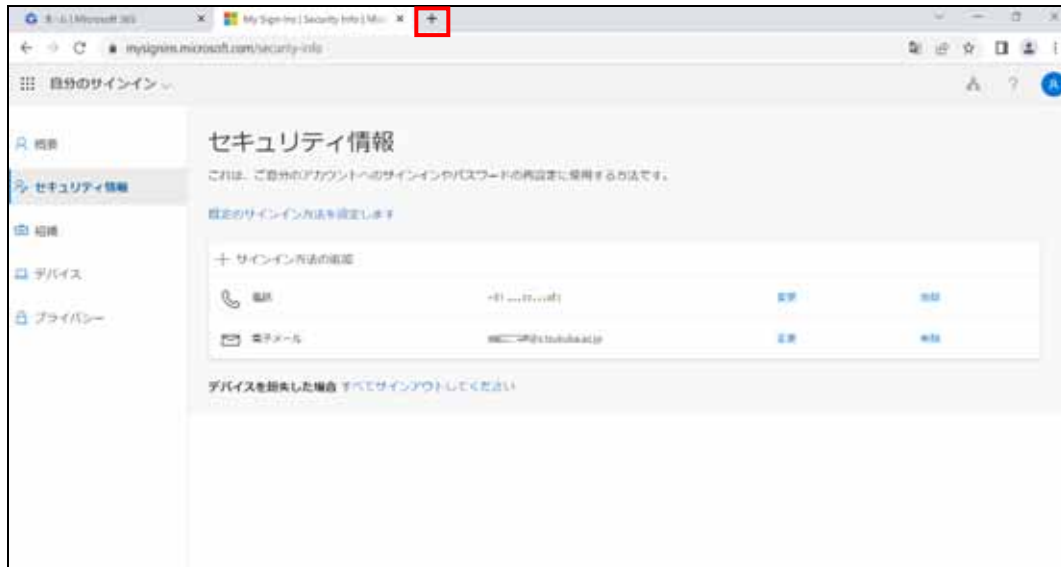 ホーム | Microsoft 365
My Sign-Ins | Security Info | Mic
mysignins.microsoft.com/security-info
自分のサインイン
?
A
概要
セキュリティ情報
組織
デバイス
プライバシー
セキュリティ情報
これは、ご自分のアカウントへのサインインやパスワードの再設定に使用する方法です。
既定のサインイン方法を設定します
+ サインイン方法の追加
電話
変更
削除
電子メール
変更
削除
デバイスを紛失した場合 すべてサインアウトしてください